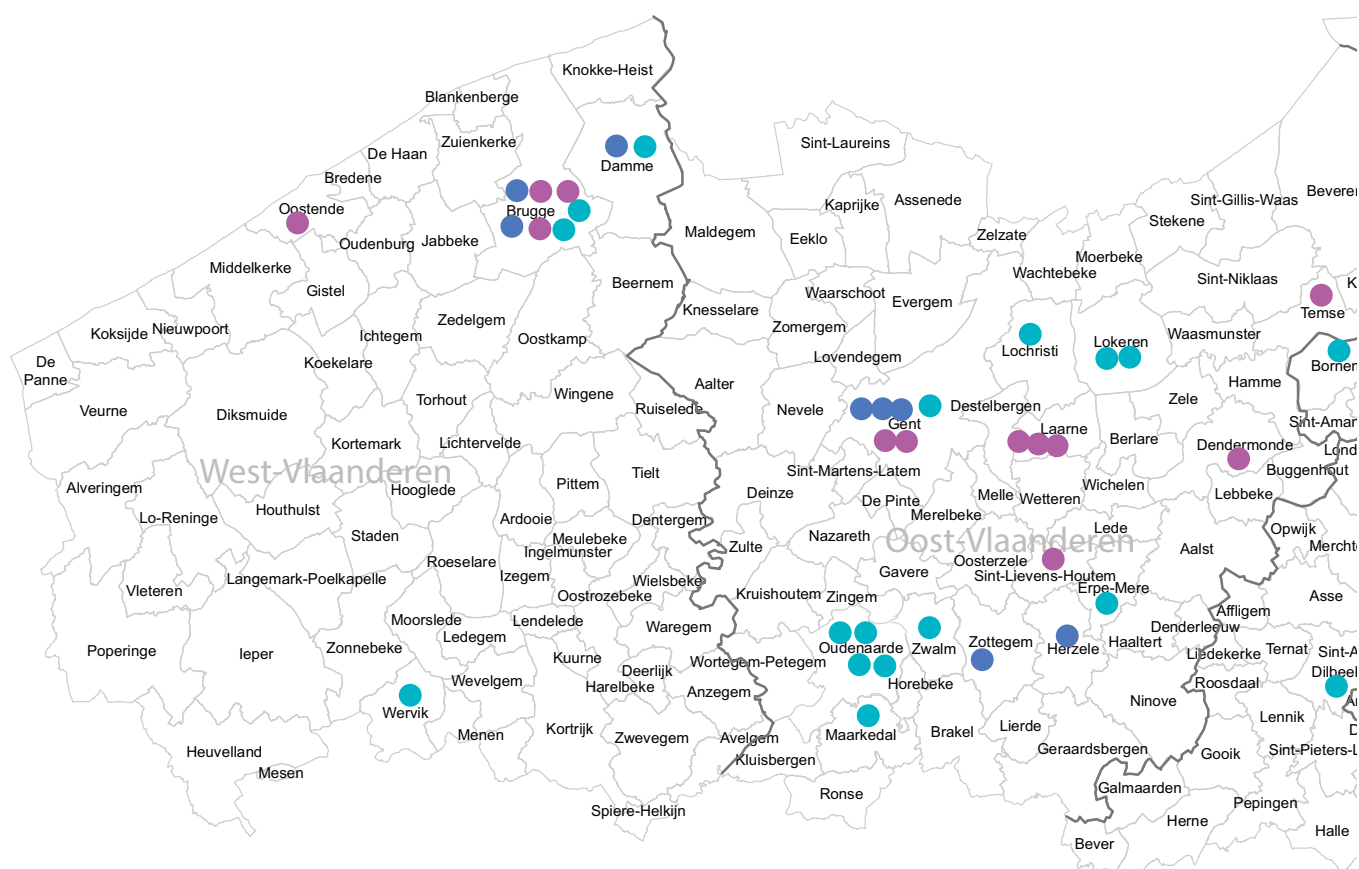 Knokke-Heist
Blankenberge
Zuienkerke
Sint-Laureins
De Haan
Damme
Bredene
Beveren
Oostende
Brugge
Kaprijke
Assenede
Sint-Gillis-Waas
Stekene
Oudenburg
Jabbeke
Maldegem
Eeklo
Zelzate
Moerbeke
Middelkerke
Wachtebeke
Gistel
Beernem
Waarschoot
Evergem
Sint-Niklaas
K
Knesselare
Temse
Koksijde
Nieuwpoort
Ichtegem
Zedelgem
Oostkamp
Zomergem
Lochristi
Lokeren
Waasmunster
De
Panne
Koekelare
Lovendegem
Bornem
Aalter
Hamme
Veurne
Diksmuide
Torhout
Wingene
Ruiselede
Nevele
Destelbergen
Zele
Gent
Laarne
Sint-Aman
Kortemark
Lichtervelde
Berlare
Dendermonde
Lond
West-Vlaanderen
Tielt
Sint-Martens-Latem
Buggenhout
Alveringem
Hooglede
Pittem
Deinze
De Pinte
Melle
Wetteren
Wichelen
Lebbeke
Lo-Reninge
Houthulst
Ardooie
Dentergem
Merelbeke
Staden
Meulebeke
Nazareth
Oost-Vlaanderen
Lede
Opwijk
Ingelmunster
Zulte
Aalst
Merchte
Roeselare
Oosterzele
Langemark-Poelkapelle
Izegem
Wielsbeke
Gavere
Sint-Lievens-Houtem
Vleteren
Oostrozebeke
Kruishoutem
Zingem
Erpe-Mere
Asse
Moorslede
Lendelede
Waregem
Affligem
Ledegem
Denderleeuw
Poperinge
Ieper
Zonnebeke
Oudenaarde
Zwalm
Zottegem
Herzele
Haaltert
Kuurne
Wortegem-Petegem
Liedekerke
Ternat
Sint-A
Deerlijk
Dilbeek
Wevelgem
Harelbeke
Anzegem
Horebeke
Roosdaal
Wervik
Ninove
Ar
Menen
Kortrijk
Zwevegem
Avelgem
Maarkedal
Brakel
Lierde
Lennik
D
Heuvelland
Kluisbergen
Geraardsbergen
Gooik
Sint-Pieters-L
Mesen
Ronse
Galmaarden
Pepingen
Spiere-Helkijn
Herne
Halle
Bever